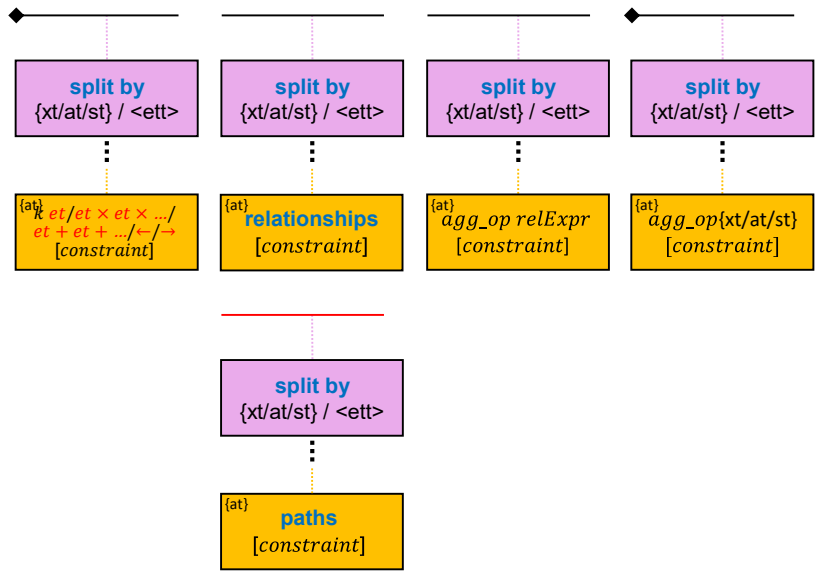 split by
{xt/at/st} / <ett>
split by
{xt/at/st} / <ett>
split by
{xt/at/st} / <ett>
split by
{xt/at/st} / <ett>
{at}
k et/et × et × .../
et + et + .../←/→
[constraint]
{at}
relationships
[constraint]
{at}
agg_op relExpr
[constraint]
{at}
agg_op{xt/at/st}
[constraint]
split by
{xt/at/st} / <ett>
{at}
paths
[constraint]